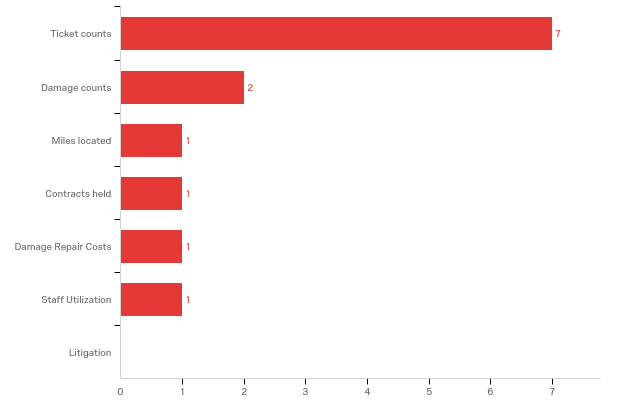 Ticket counts 7
Damage counts 2
Miles located 1
Contracts held 1
Damage Repair Costs 1
Staff Utilization 1
Litigation
0 1 2 3 4 5 6 7